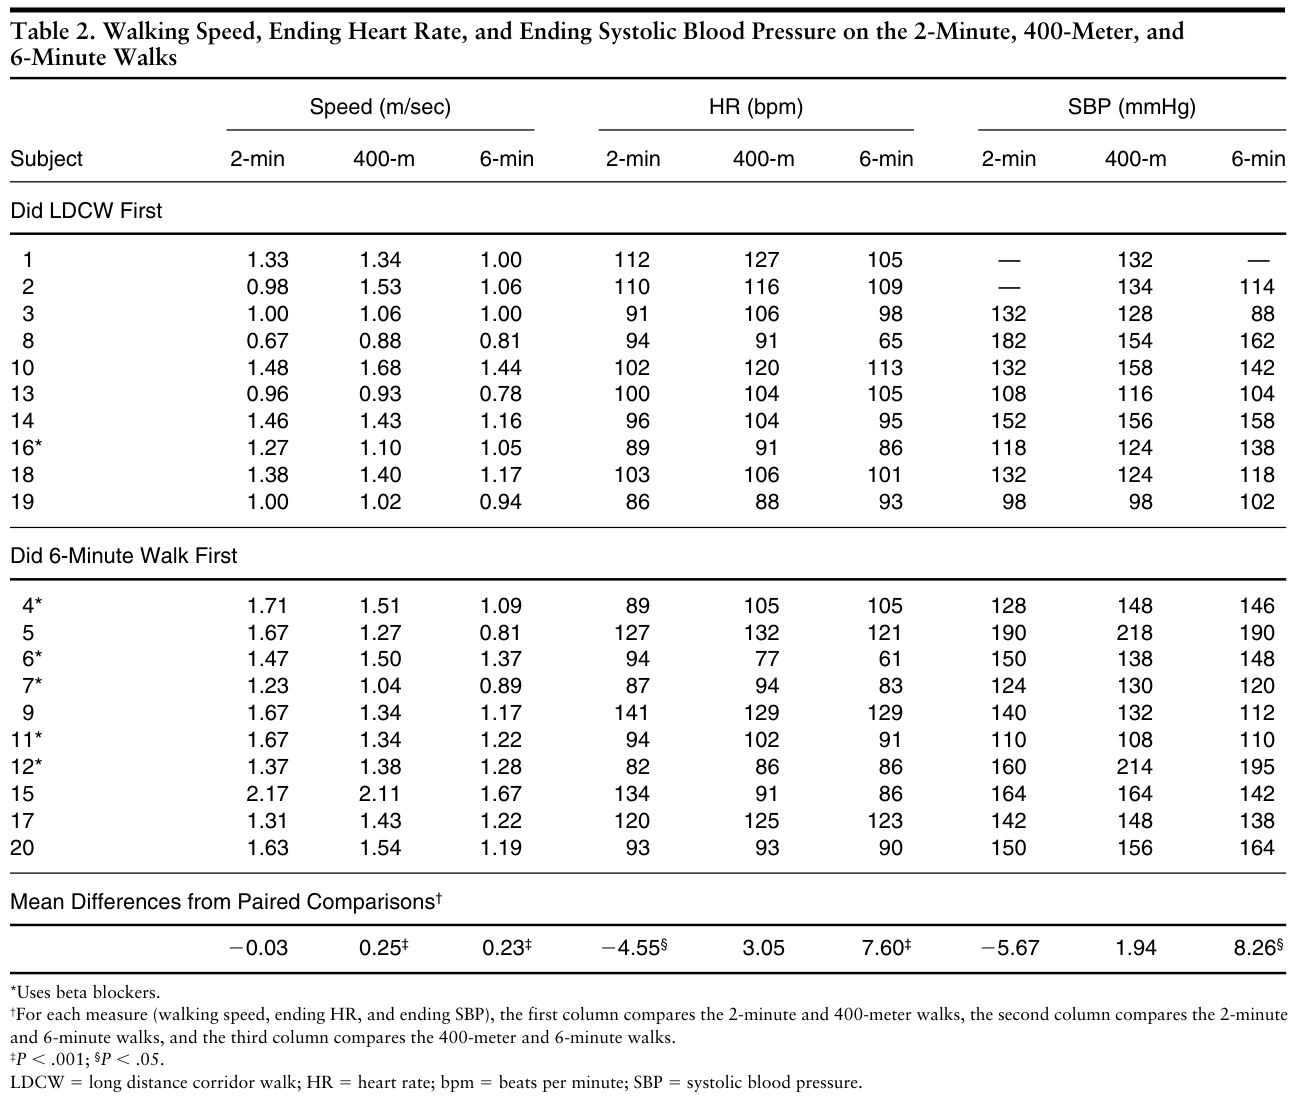 Table 2. Walking Speed, Ending Heart Rate, and Ending Systolic Blood Pressure on the 2-Minute, 400-Meter, and
6-Minute Walks
Speed (m/sec) HR (bpm) SBP (mmHg)
Subject 2-min 400-m 6-min 2-min 400-m 6-min 2-min 400-m 6-min
Did LDCW First
1 1.33 1.34 1.00 112 127 105 — 132 —
2 0.98 1.53 1.06 110 116 109 — 134 114
3 1.00 1.06 1.00 91 106 98 132 128 88
8 0.67 0.88 0.81 94 91 65 182 154 162
10 1.48 1.68 1.44 102 120 113 132 158 142
13 0.96 0.93 0.78 100 104 105 108 116 104
14 1.46 1.43 1.16 96 104 95 152 156 158
16* 1.27 1.10 1.05 89 91 86 118 124 138
18 1.38 1.40 1.17 103 106 101 132 124 118
19 1.00 1.02 0.94 86 88 93 98 98 102
Did 6-Minute Walk First
4* 1.71 1.51 1.09 89 105 105 128 148 146
5 1.67 1.27 0.81 127 132 121 190 218 190
6* 1.47 1.50 1.37 94 77 61 150 138 148
7* 1.23 1.04 0.89 87 94 83 124 130 120
9 1.67 1.34 1.17 141 129 129 140 132 112
11* 1.67 1.34 1.22 94 102 91 110 108 110
12* 1.37 1.38 1.28 82 86 86 160 214 195
15 2.17 2.11 1.67 134 91 86 164 164 142
17 1.31 1.43 1.22 120 125 123 142 148 138
20 1.63 1.54 1.19 93 93 90 150 156 164
Mean Differences from Paired Comparisons†
−0.03 0.25‡ 0.23‡ −4.55§ 3.05 7.60‡ −5.67 1.94 8.26§
*Uses beta blockers.
†For each measure (walking speed, ending HR, and ending SBP), the first column compares the 2-minute and 400-meter walks, the second column compares the 2-minute
and 6-minute walks, and the third column compares the 400-meter and 6-minute walks.
‡P < .001; §P < .05.
LDCW = long distance corridor walk; HR = heart rate; bpm = beats per minute; SBP = systolic blood pressure.